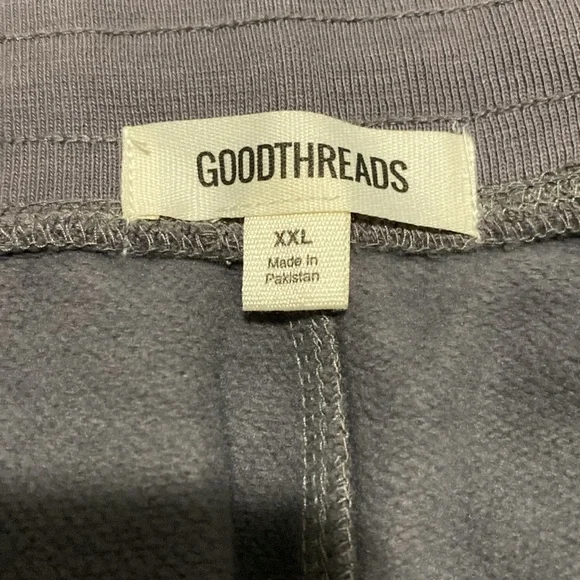 GOODTHREADS
XXL
Made In
Pakistan